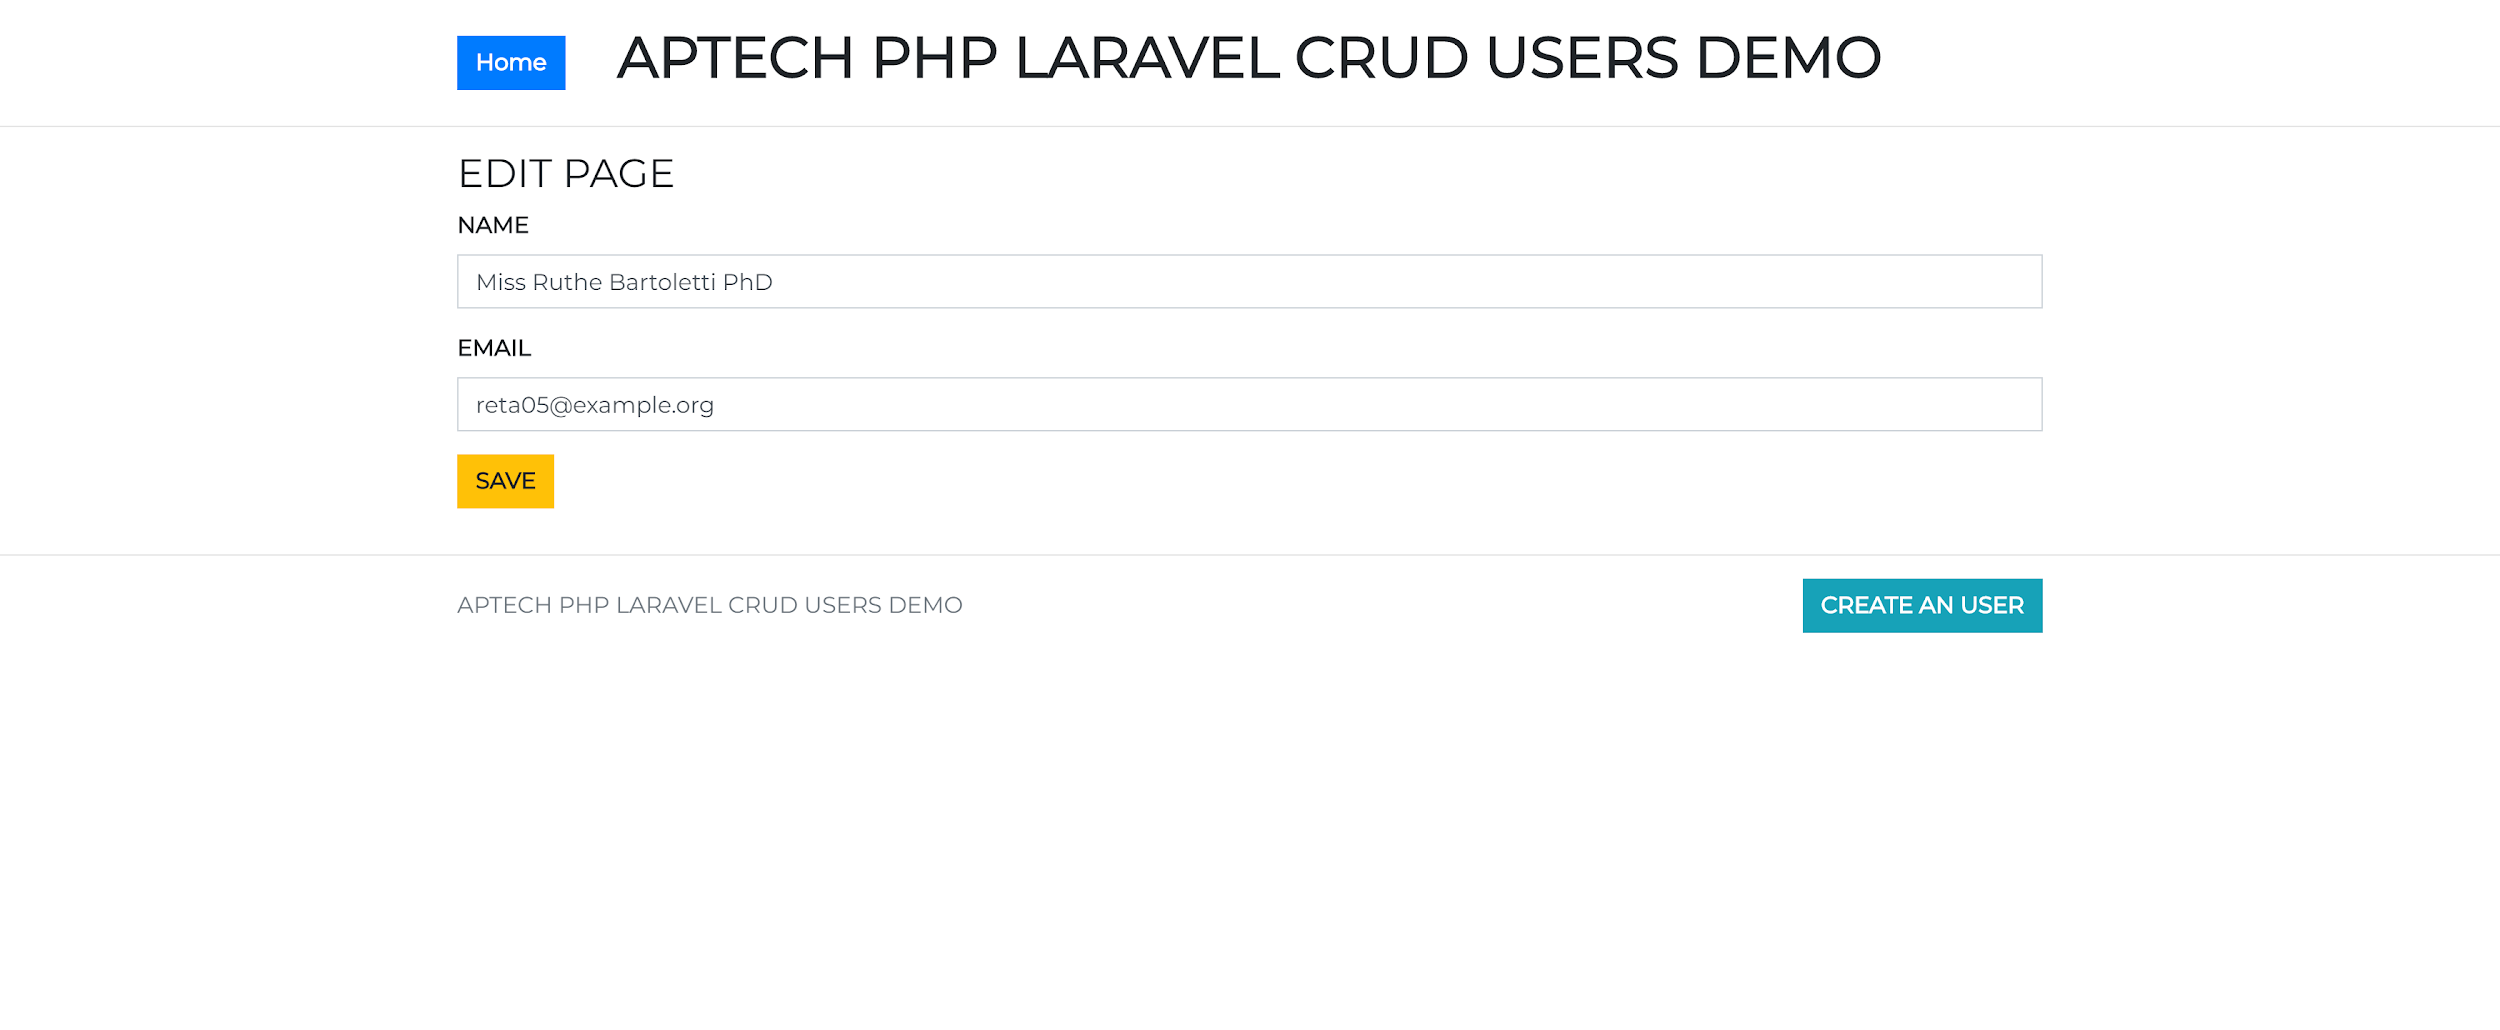 Home APTECH PHP LARAVEL CRUD USERS DEMO
EDIT PAGE
NAME
Miss Ruthe Bartoletti PhD
EMAIL
reta05@example.org
SAVE
APTECH PHP LARAVEL CRUD USERS DEMO CREATE AN USER